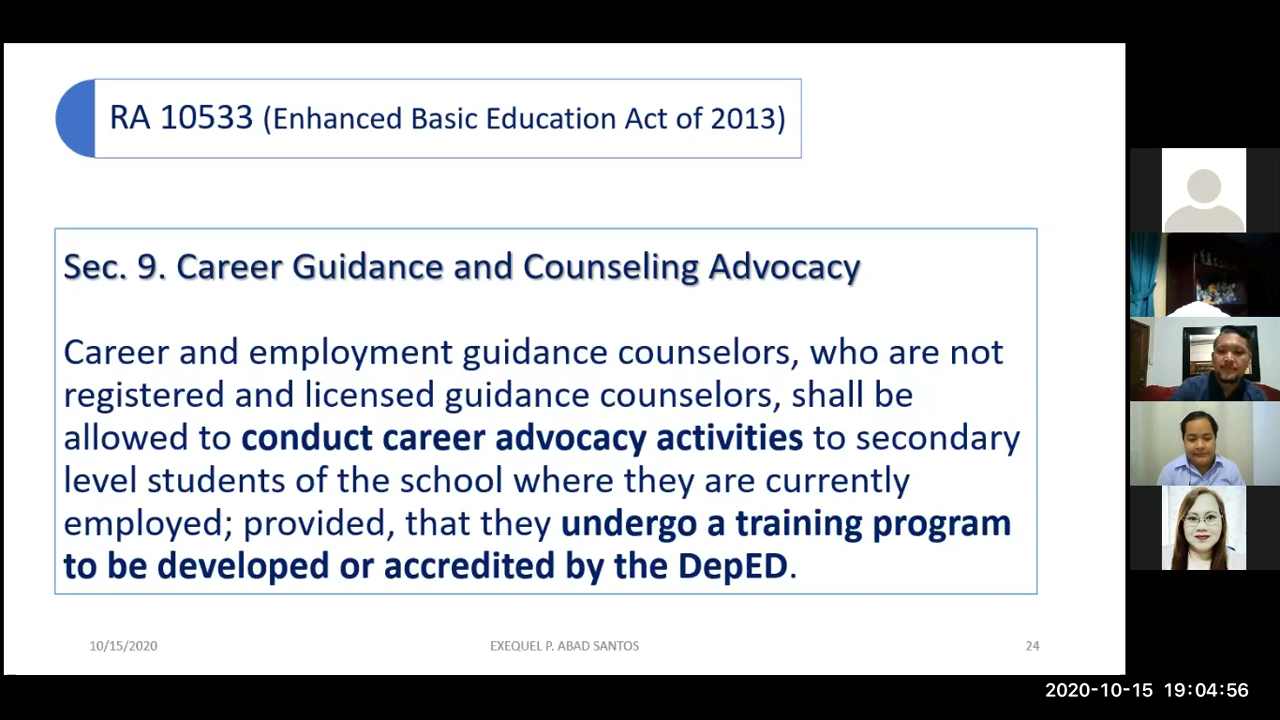 RA 10533 (Enhanced Basic Education Act of 2013)
Sec. 9. Career Guidance and Counseling Advocacy
Career and employment guidance counselors, who are not
registered and licensed guidance counselors, shall be
allowed to conduct career advocacy activities to secondary
level students of the school where they are currently
employed; provided, that they undergo a training program
to be developed or accredited by the DepED.
10/15/2020
EXEQUEL P. ABAD SANTOS
24
2020-10-15 19:04:56